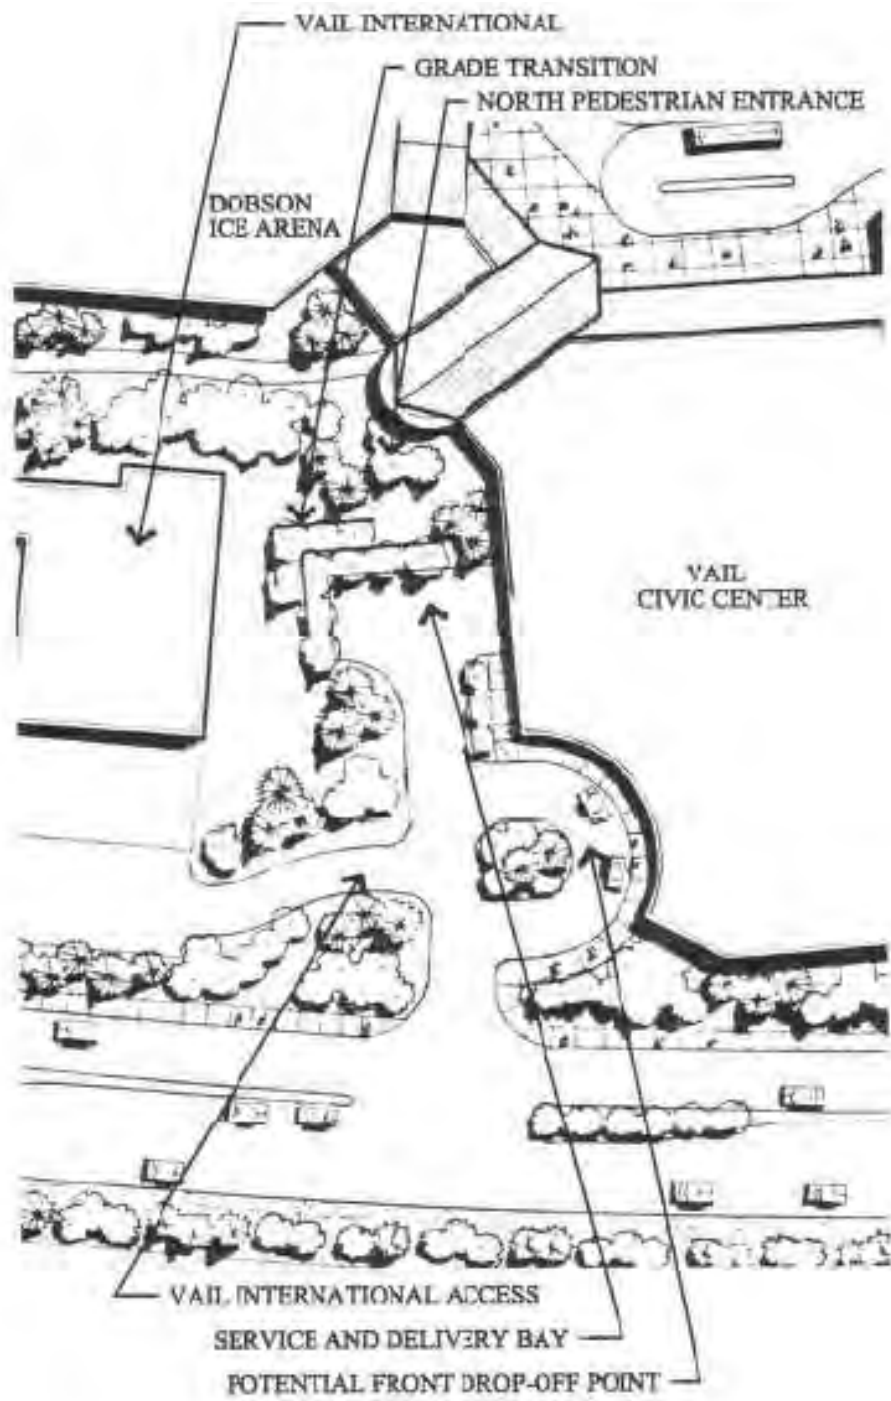 VAIL INTERNATIONAL
GRADE TRANSITION
NORTH PEDESTRIAN ENTRANCE
DOBSON
ICE ARENA
VAIL
CIVIC CENTER
VAIL INTERNATIONAL ACCESS
SERVICE AND DELIVERY BAY
POTENTIAL FRONT DROP-OFF POINT